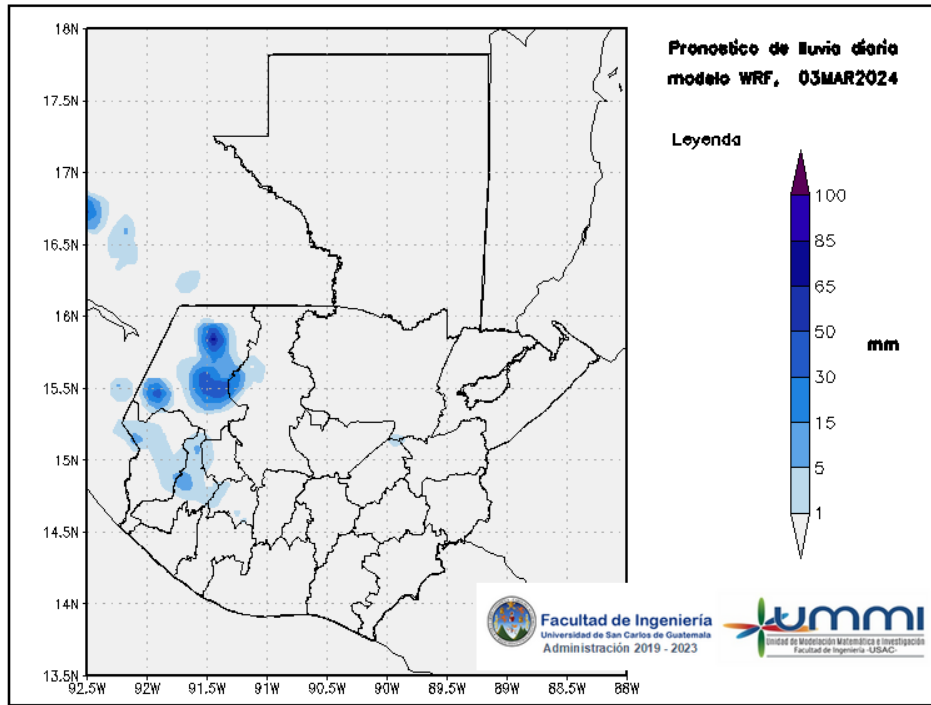 Pronostico de lluvia diaria
modelo WRF, 03MAR2024
Leyenda
100
85
65
50
30
15
5
1
mm
18N
17.5N
17N
16.5N
16N
15.5N
15N
14.5N
14N
13.5N
92.5W 92W 91.5W 91W 90.5W 90W 89.5W 89W 88.5W 88W
Facultad de Ingeniería
Universidad de San Carlos de Guatemala
Administración 2019 - 2023
ummi
Unidad de Modelación Matemática e Investigación
Facultad de Ingeniería -USAC-